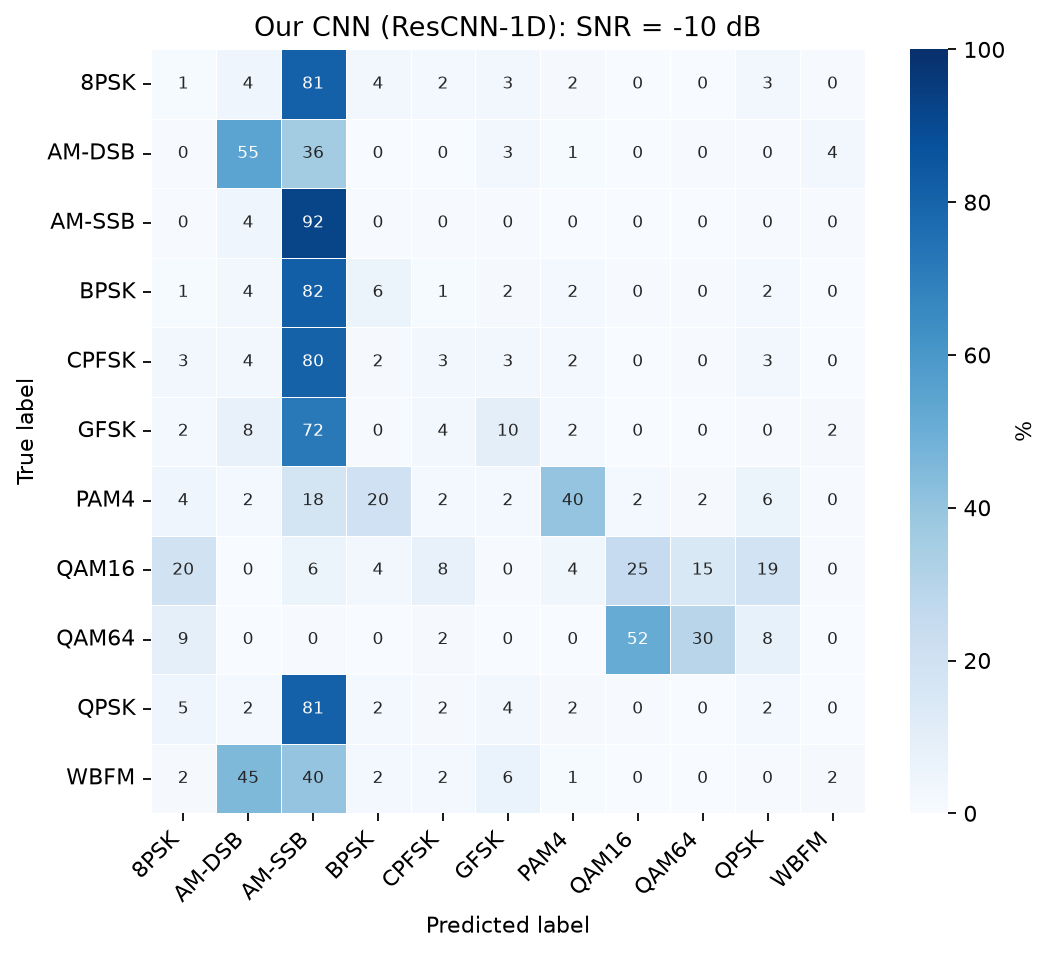 Our CNN (ResCNN-1D): SNR = -10 dB
8PSK 1 4 81 4 2 3 2 0 0 3 0
AM-DSB 0 55 36 0 0 3 1 0 0 0 4
AM-SSB 0 4 92 0 0 0 0 0 0 0 0
BPSK 1 4 82 6 1 2 2 0 0 2 0
CPFSK 3 4 80 2 3 3 2 0 0 3 0
GFSK 2 8 72 0 4 10 2 0 0 0 2
PAM4 4 2 18 20 2 2 40 2 2 6 0
QAM16 20 0 6 4 8 0 4 25 15 19 0
QAM64 9 0 0 0 2 0 0 52 30 8 0
QPSK 5 2 81 2 2 4 2 0 0 2 0
WBFM 2 45 40 2 2 6 1 0 0 0 2
8PSK AM-DSB AM-SSB BPSK CPFSK GFSK PAM4 QAM16 QAM64 QPSK WBFM
Predicted label
True label
100
80
60
40
20
0
%